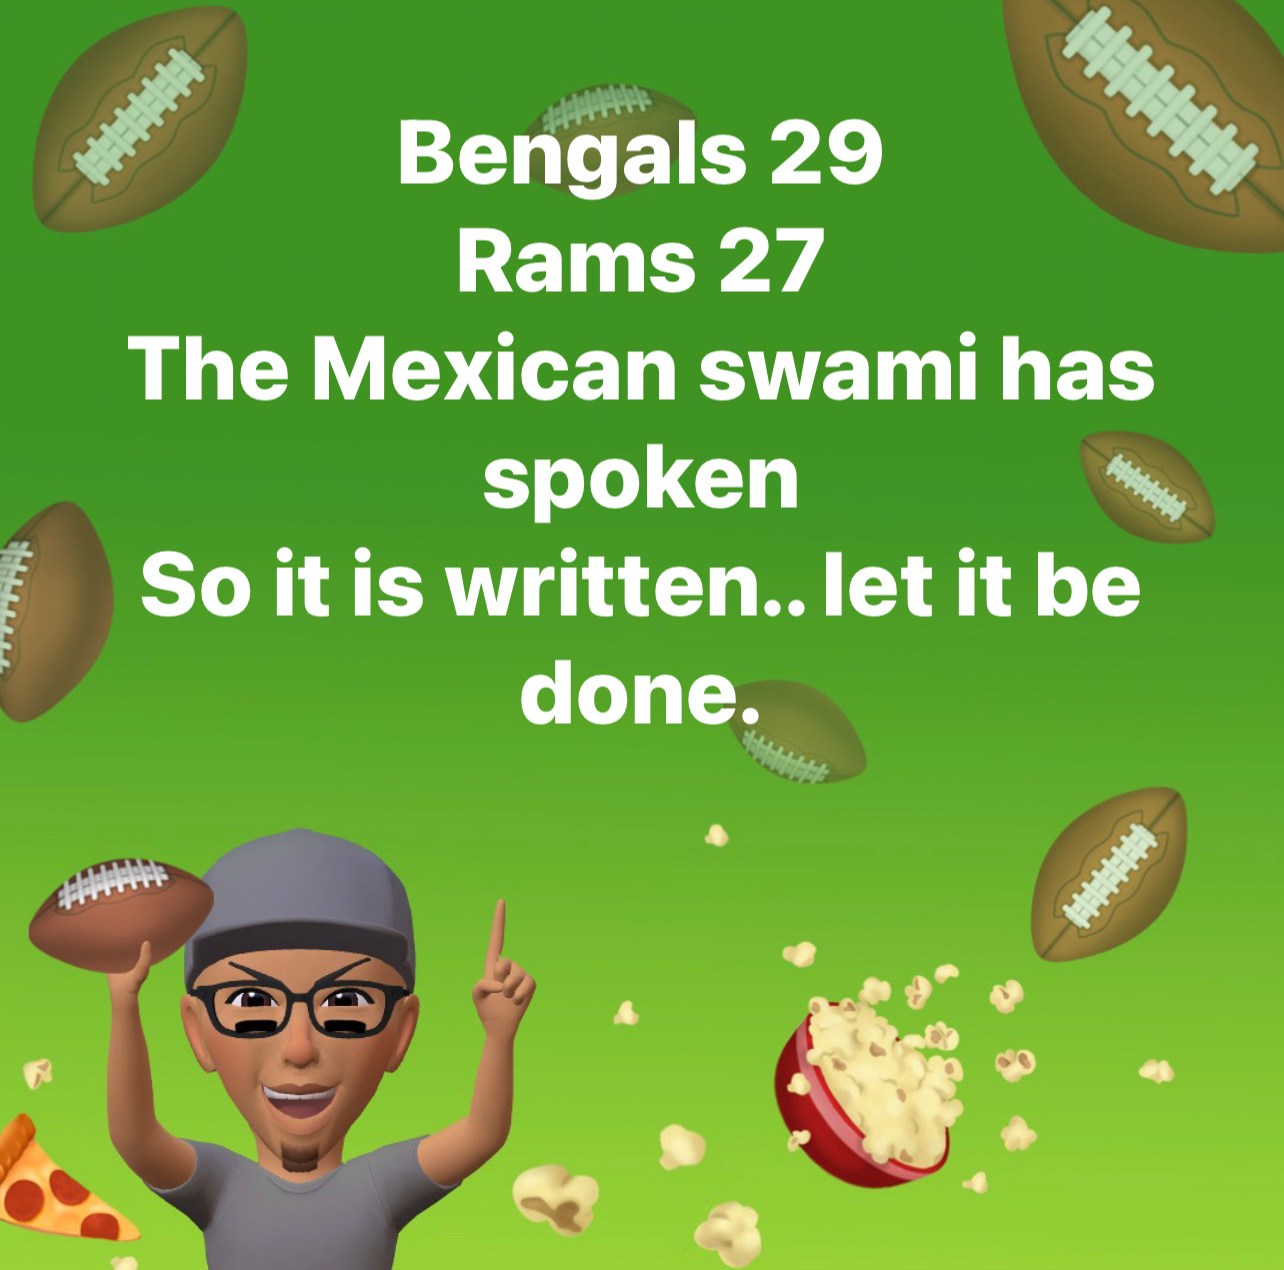 Bengals 29
Rams 27
The Mexican swami has
spoken
So it is written.. let it be
done.